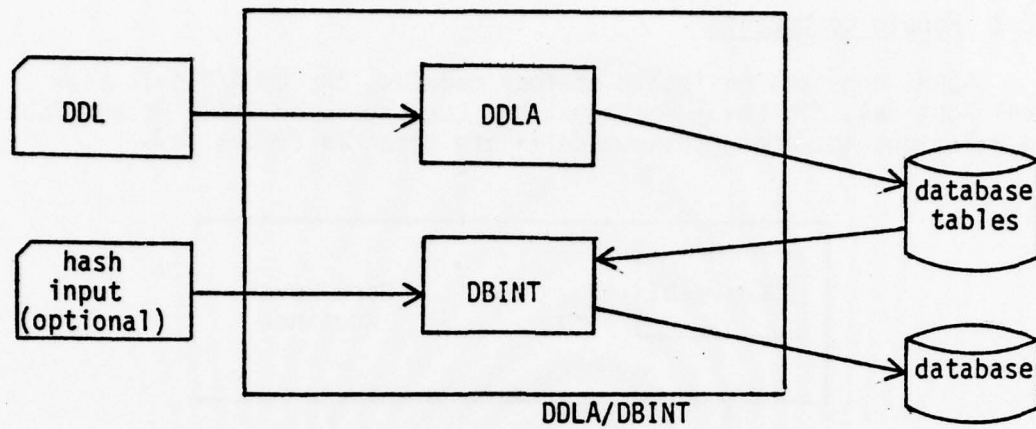 DDL
DDLA
database
tables
hash
input
(optional)
DBINT
database
DDLA/DBINT